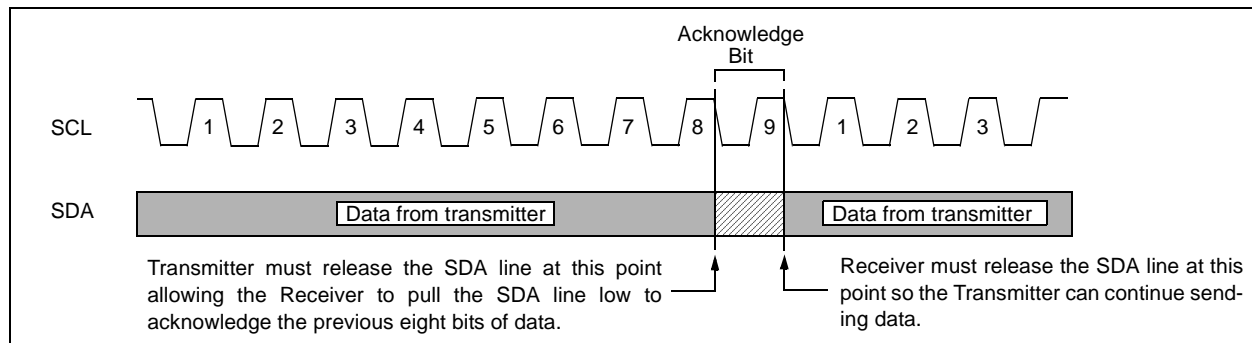 Acknowledge
Bit
SCL
1 2 3 4 5 6 7 8 9 1 2 3
SDA
Data from transmitter
Data from transmitter
Transmitter must release the SDA line at this point
allowing the Receiver to pull the SDA line low to
acknowledge the previous eight bits of data.
Receiver must release the SDA line at this
point so the Transmitter can continue send-
ing data.